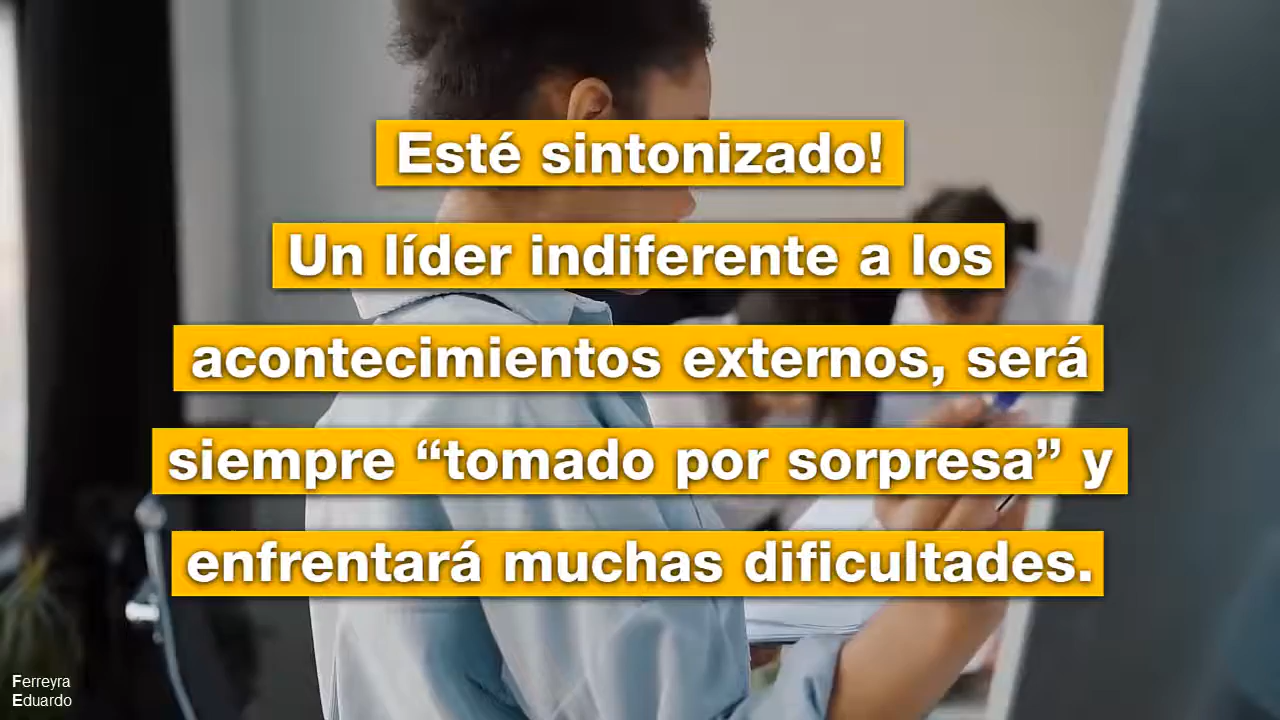 Esté sintonizado!
Un líder indiferente a los
acontecimientos externos, será
siempre “tomado por sorpresa” y
enfrentará muchas dificultades.
Ferreyra
Eduardo